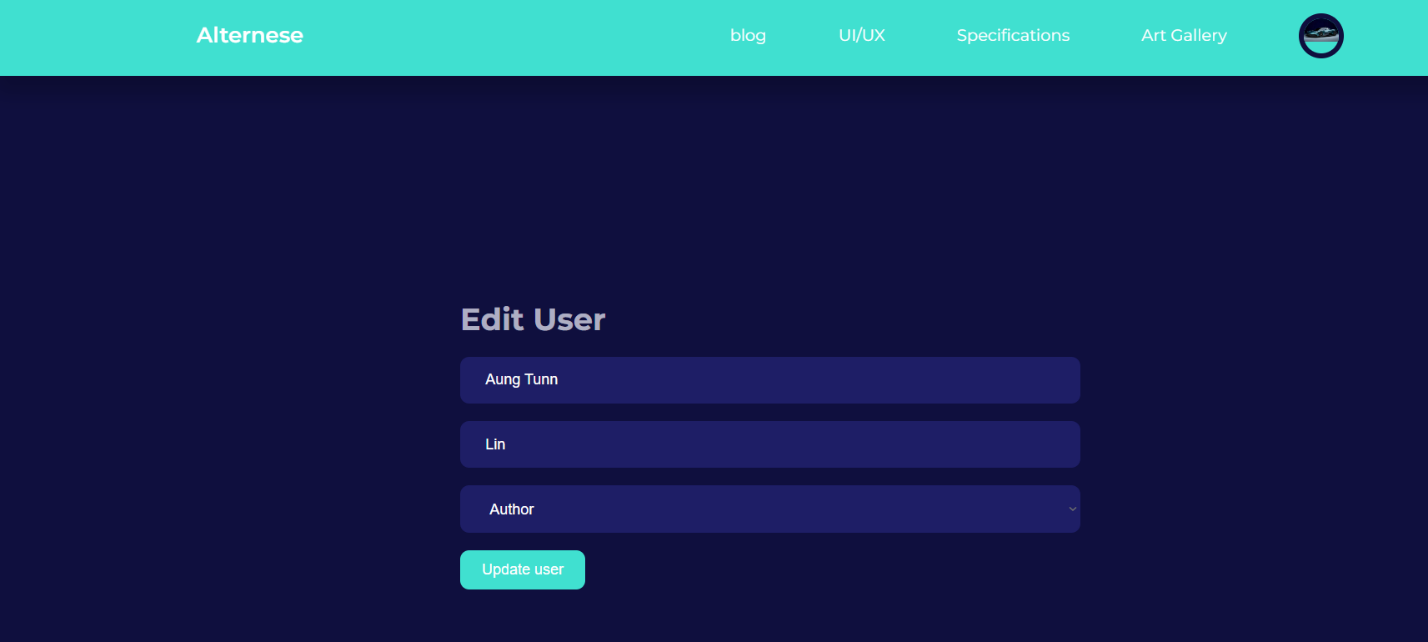 Alternese
blog
UI/UX
Specifications
Art Gallery
Edit User
Aung Tunn
Lin
Author
Update user